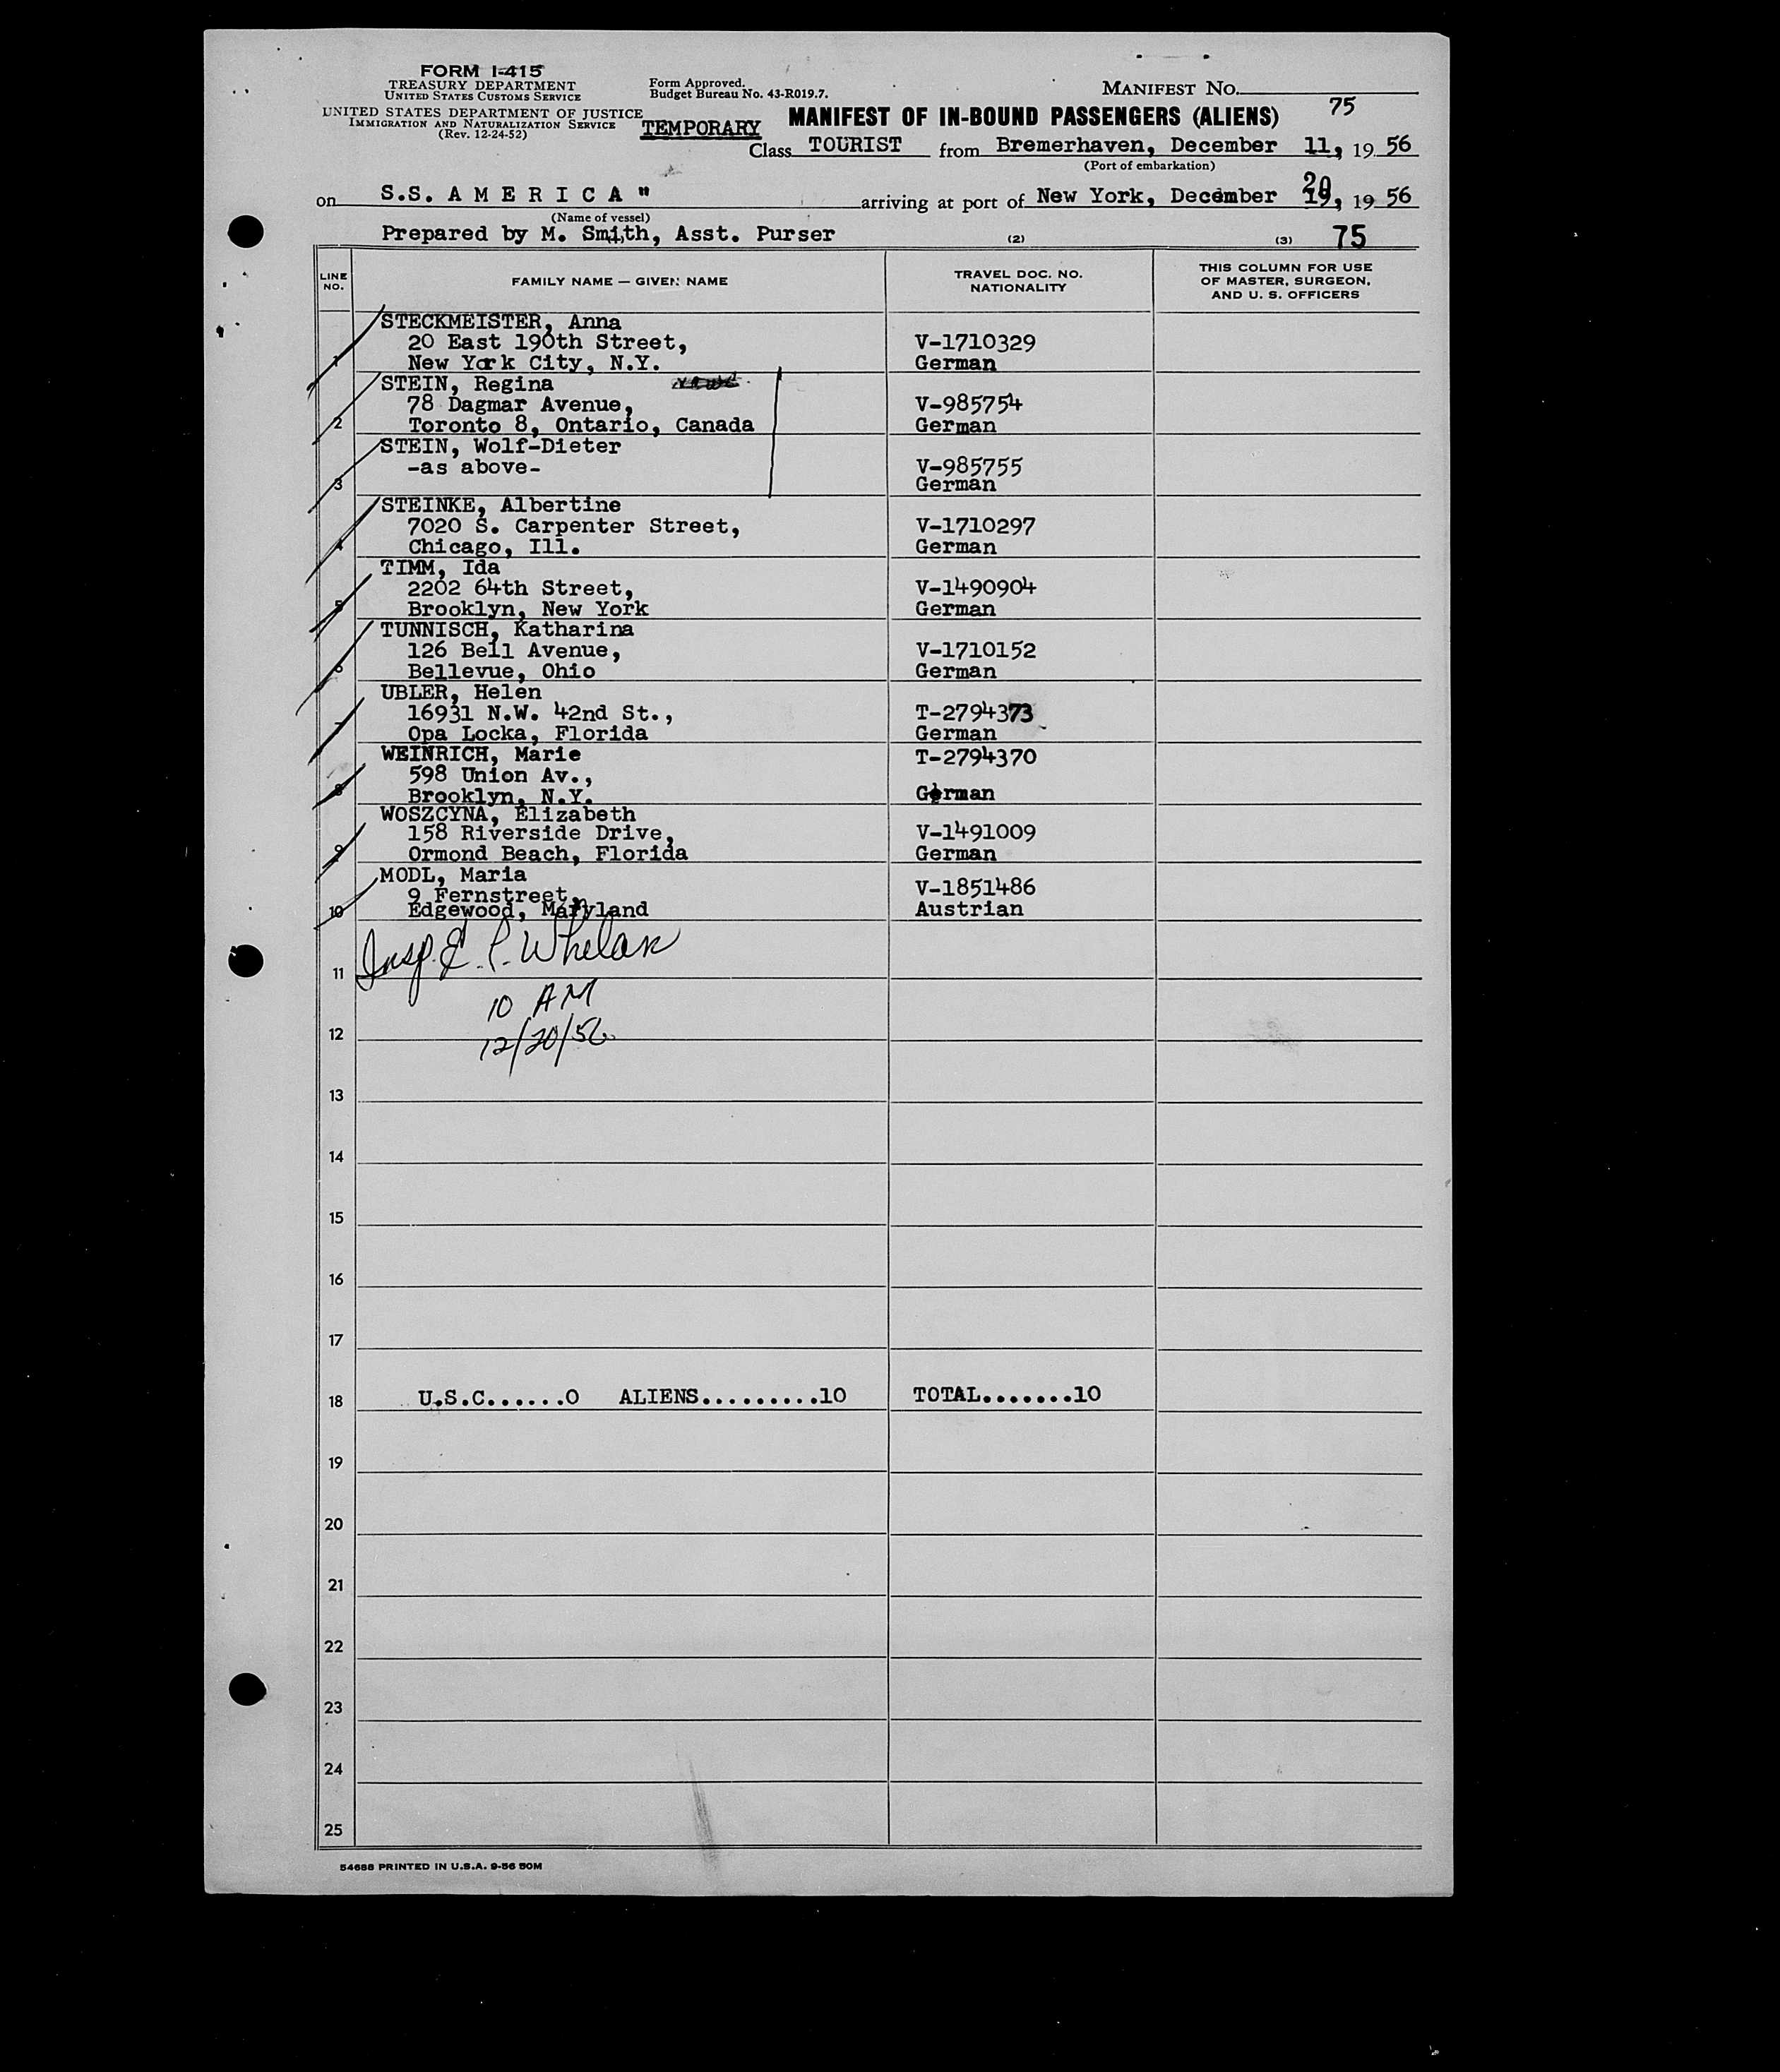 FORM I-415
TREASURY DEPARTMENT
UNITED STATES CUSTOMS SERVICE
UNITED STATES DEPARTMENT OF JUSTICE
IMMIGRATION AND NATURALIZATION SERVICE
(Rev. 12-24-52)
Form Approved.
Budget Bureau No. 43-R019.7.
TEMPORARY
MANIFEST NO.
75
MANIFEST OF IN-BOUND PASSENGERS (ALIENS)
Class TOURIST from Bremerhaven, December 11, 19 56
(Port of embarkation)
20
on S.S. A M E R I C A " arriving at port of New York, December 19, 19 56
(Name of vessel)
Prepared by M. Smith, Asst. Purser (2) (3) 75
LINE NO. FAMILY NAME — GIVEN NAME TRAVEL DOC. NO. NATIONALITY THIS COLUMN FOR USE OF MASTER, SURGEON, AND U. S. OFFICERS
STECKMEISTER, Anna
20 East 190th Street, V-1710329
1 New York City, N.Y. German
STEIN, Regina
78 Dagmar Avenue, V-985754
2 Toronto 8, Ontario, Canada German
STEIN, Wolf-Dieter
-as above- V-985755
3 German
STEINKE, Albertine
7020 S. Carpenter Street, V-1710297
4 Chicago, Ill. German
TIMM, Ida
2202 64th Street, V-1490904
5 Brooklyn, New York German
TUNNISCH, Katharina
126 Bell Avenue, V-1710152
6 Bellevue, Ohio German
UBLER, Helen
16931 N.W. 42nd St., T-2794373
7 Opa Locka, Florida German
WEINRICH, Marie T-2794370
598 Union Av.,
8 Brooklyn, N.Y. German
WOSZCYNA, Elizabeth
158 Riverside Drive, V-1491009
9 Ormond Beach, Florida German
MODL, Maria
9 Fernstreet, V-1851486
10 Edgewood, Maryland Austrian
Insp. E. P. Whelan
11
10 AM
12
12/20/56
13
14
15
16
17
18 U.S.C......0 ALIENS.........10 TOTAL.......10
19
20
21
22
23
24
25
54688 PRINTED IN U.S.A. 9-56 50M